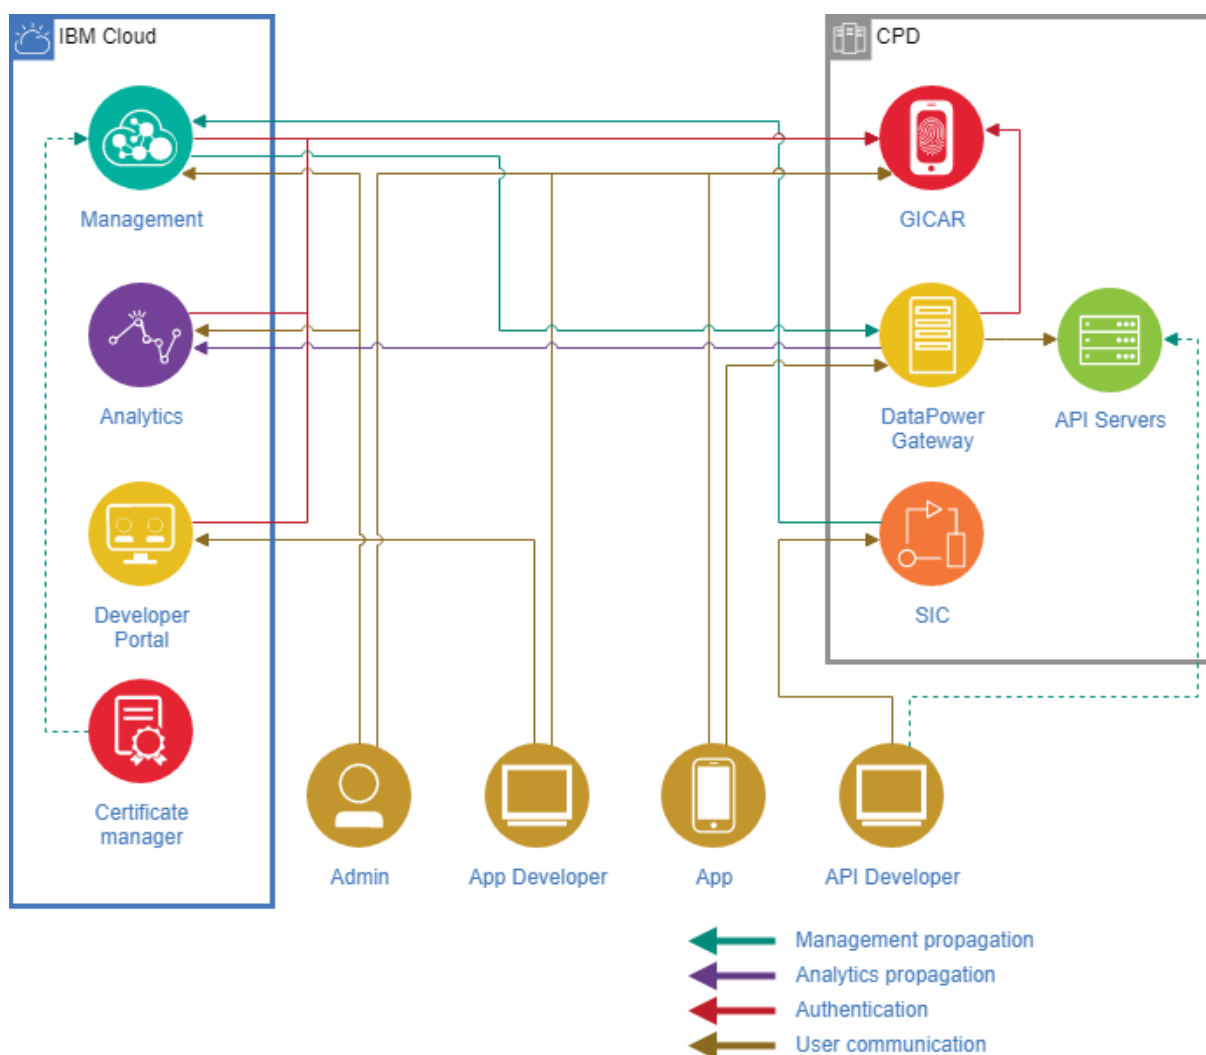 IBM Cloud
CPD
Management
GICAR
Analytics
DataPower
Gateway
API Servers
Developer
Portal
SIC
Certificate
manager
Admin
App Developer
App
API Developer
Management propagation
Analytics propagation
Authentication
User communication